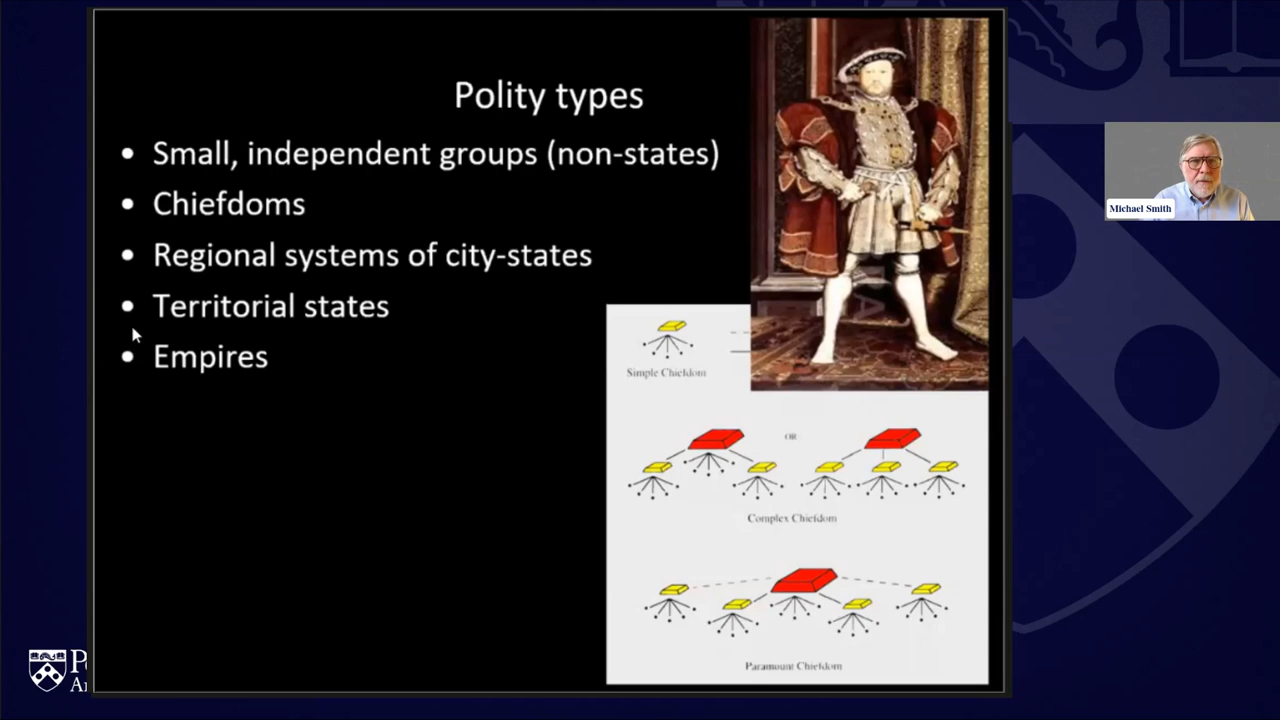 Polity types
• Small, independent groups (non-states)
• Chiefdoms
• Regional systems of city-states
• Territorial states
• Empires
Simple Chiefdom
OR
Complex Chiefdom
Paramount Chiefdom
Michael Smith